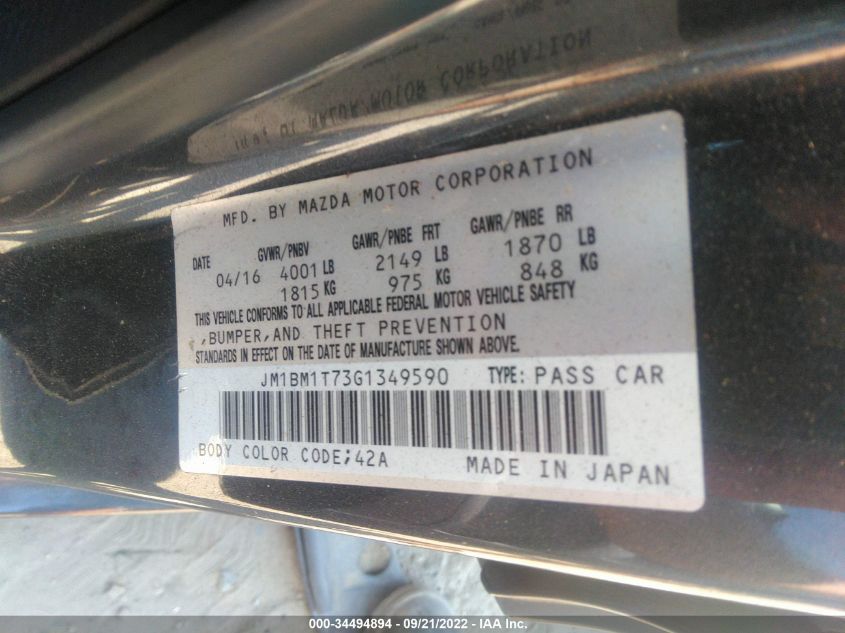 MFD. BY MAZDA MOTOR CORPORATION
DATE GVWR/PNBV GAWR/PNBE FRT GAWR/PNBE RR
04/16 4001 LB 2149 LB 1870 LB
1815 KG 975 KG 848 KG
THIS VEHICLE CONFORMS TO ALL APPLICABLE FEDERAL MOTOR VEHICLE SAFETY
,BUMPER,AND THEFT PREVENTION
STANDARDS IN EFFECT ON THE DATE OF MANUFACTURE SHOWN ABOVE.
JM1BM1T73G1349590 TYPE: PASS CAR
BODY COLOR CODE;42A MADE IN JAPAN
000-34494894 - 09/21/2022 - IAA Inc.